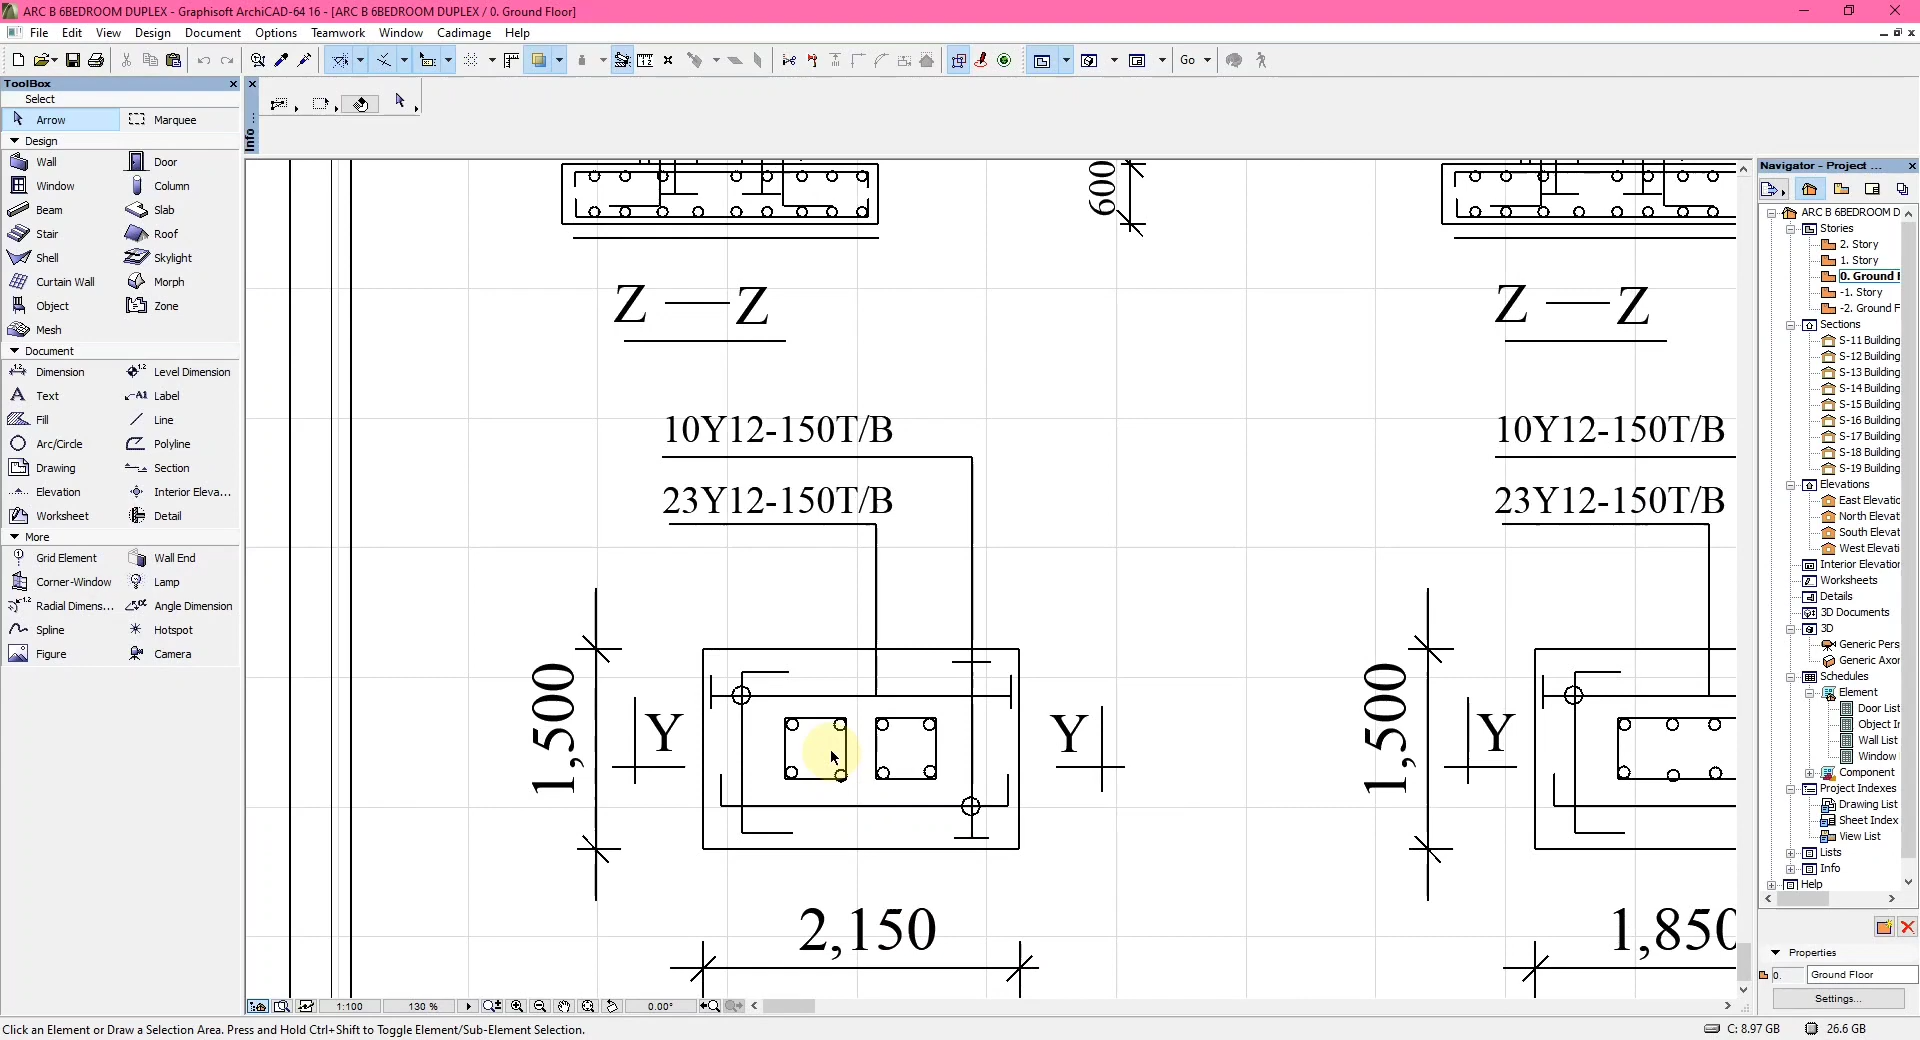 ARC B 6BEDROOM DUPLEX - Graphisoft ArchiCAD-64 16 - [ARC B 6BEDROOM DUPLEX / 0. Ground Floor]
File Edit View Design Document Options Teamwork Window Cadimage Help
Go
ToolBox
Select
Arrow Marquee
Design
Wall Door
Window Column
Beam Slab
Stair Roof
Shell Skylight
Curtain Wall Morph
Object Zone
Mesh
Document
Dimension Level Dimension
Text Label
Fill Line
Arc/Circle Polyline
Drawing Section
Elevation Interior Eleva...
Worksheet Detail
More
Grid Element Wall End
Corner-Window Lamp
Radial Dimens... Angle Dimension
Spline Hotspot
Figure Camera
Info ...
600
Z — Z
Z — Z
10Y12-150T/B
10Y12-150T/B
23Y12-150T/B
23Y12-150T/B
1,500
Y
Y
1,500
Y
2,150
1,850
Navigator - Project ...
ARC B 6BEDROOM D
Stories
2. Story
1. Story
0. Ground F
-1. Story
-2. Ground F
Sections
S-11 Building
S-12 Building
S-13 Building
S-14 Building
S-15 Building
S-16 Building
S-17 Building
S-18 Building
S-19 Building
Elevations
East Elevatio
North Elevat
South Elevat
West Elevati
Interior Elevation
Worksheets
Details
3D Documents
3D
Generic Pers
Generic Axor
Schedules
Element
Door List
Object In
Wall List
Window
Component
Project Indexes
Drawing List
Sheet Index
View List
Lists
Info
Help
Properties
0. Ground Floor
Settings...
1:100 130 % 0.00°
Click an Element or Draw a Selection Area. Press and Hold Ctrl+Shift to Toggle Element/Sub-Element Selection.
C: 8.97 GB 26.6 GB